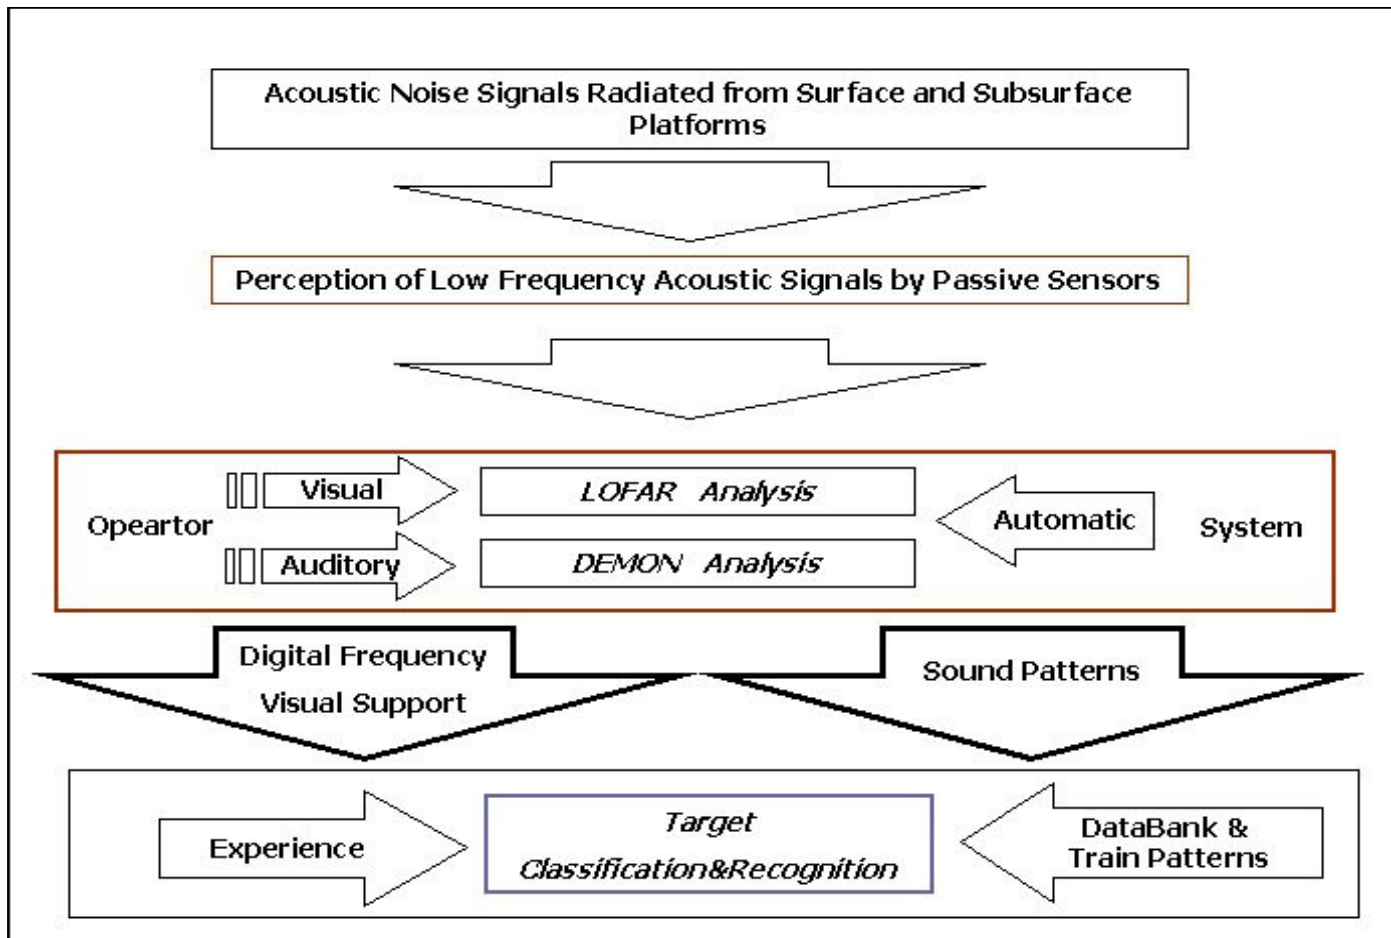 Acoustic Noise Signals Radiated from Surface and Subsurface
Platforms
Perception of Low Frequency Acoustic Signals by Passive Sensors
Visual
LOFAR Analysis
Opeartor
Automatic
System
Auditory
DEMON Analysis
Digital Frequency
Visual Support
Sound Patterns
Experience
Target
Classification&Recognition
DataBank &
Train Patterns